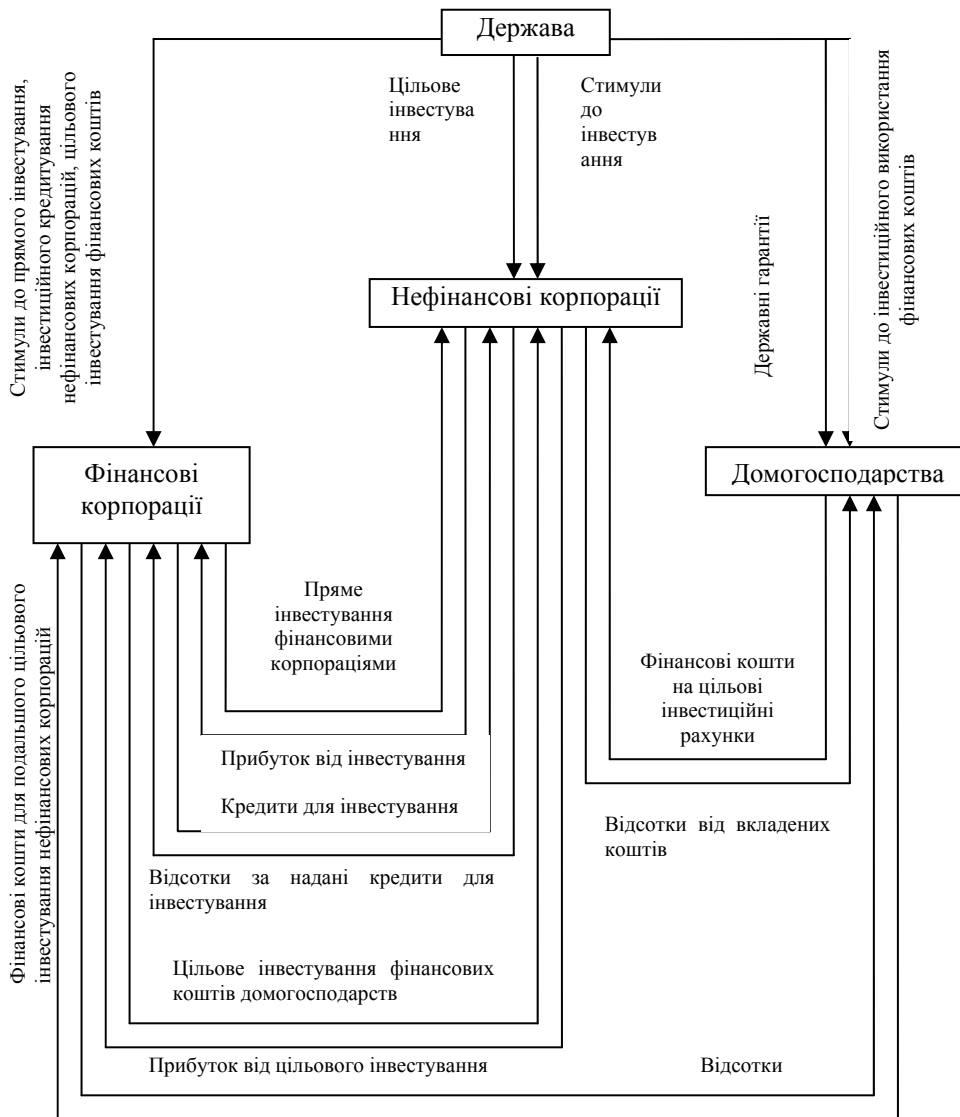 Держава
Стимули до прямого інвестування,
інвестиційного кредитування
нефінансових корпорацій, цільового
інвестування фінансових коштів
Цільове
інвестува
ння
Стимули
до
інвестув
ання
Державні гарантії
Стимули до інвестиційного використання
фінансових коштів
Нефінансові корпорації
Фінансові
корпорації
Домогосподарства
Фінансові кошти для подальшого цільового
інвестування нефінансових корпорацій
Пряме
інвестування
фінансовими
корпораціями
Фінансові кошти
на цільові
інвестиційні
рахунки
Прибуток від інвестування
Кредити для інвестування
Відсотки від вкладених
коштів
Відсотки за надані кредити для
інвестування
Цільове інвестування фінансових
коштів домогосподарств
Прибуток від цільового інвестування
Відсотки